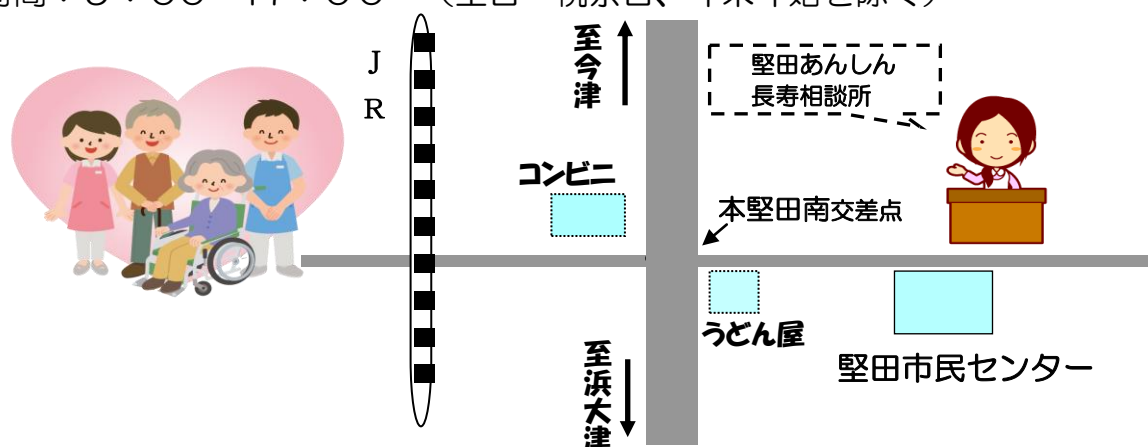 至今津
JR
堅田あんしん
長寿相談所
コンビニ
本堅田南交差点
うどん屋
至浜大津
堅田市民センター